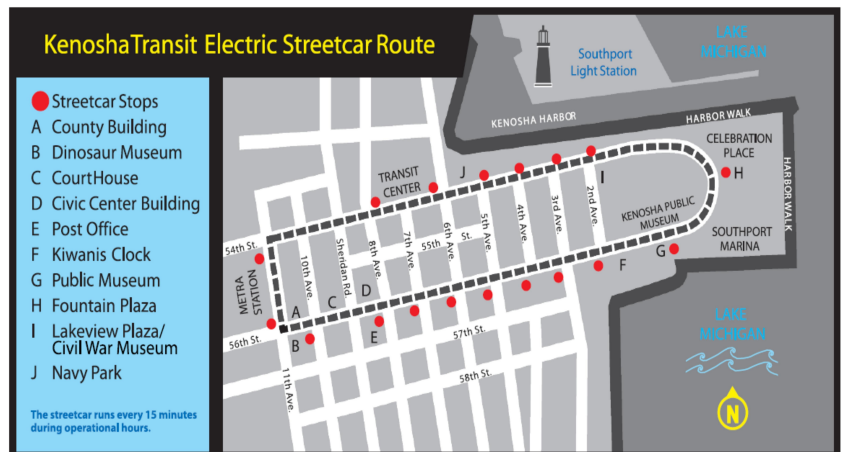 KenoshaTransit Electric Streetcar Route
Streetcar Stops
A County Building
B Dinosaur Museum
C CourtHouse
D Civic Center Building
E Post Office
F Kiwanis Clock
G Public Museum
H Fountain Plaza
I Lakeview Plaza/
Civil War Museum
J Navy Park
The streetcar runs every 15 minutes
during operational hours.
Southport
Light Station
LAKE
MICHIGAN
KENOSHA HARBOR
HARBOR WALK
CELEBRATION
PLACE
H
HARBOR WALK
TRANSIT
CENTER
J
I
KENOSHA PUBLIC
MUSEUM
SOUTHPORT
MARINA
54th St.
METRA
STATION
10th Ave.
Sheridan Rd.
8th Ave.
7th Ave.
6th Ave.
55th St.
5th Ave.
4th Ave.
3rd Ave.
2nd Ave.
F
G
A
C
D
56th St.
B
E
57th St.
58th St.
11th Ave.
LAKE
MICHIGAN
N